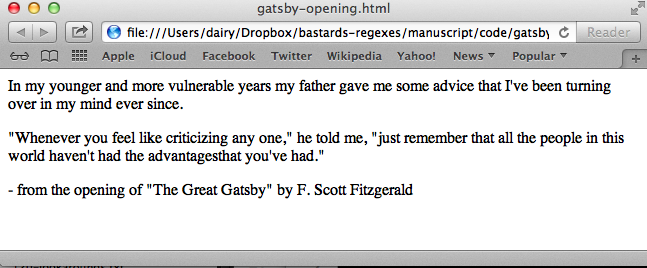 gatsby-opening.html
file:///Users/dairy/Dropbox/bastards-regexes/manuscript/code/gatsby
Reader
Apple iCloud Facebook Twitter Wikipedia Yahoo! News Popular
In my younger and more vulnerable years my father gave me some advice that I've been turning
over in my mind ever since.
"Whenever you feel like criticizing any one," he told me, "just remember that all the people in this
world haven't had the advantagesthat you've had."
- from the opening of "The Great Gatsby" by F. Scott Fitzgerald